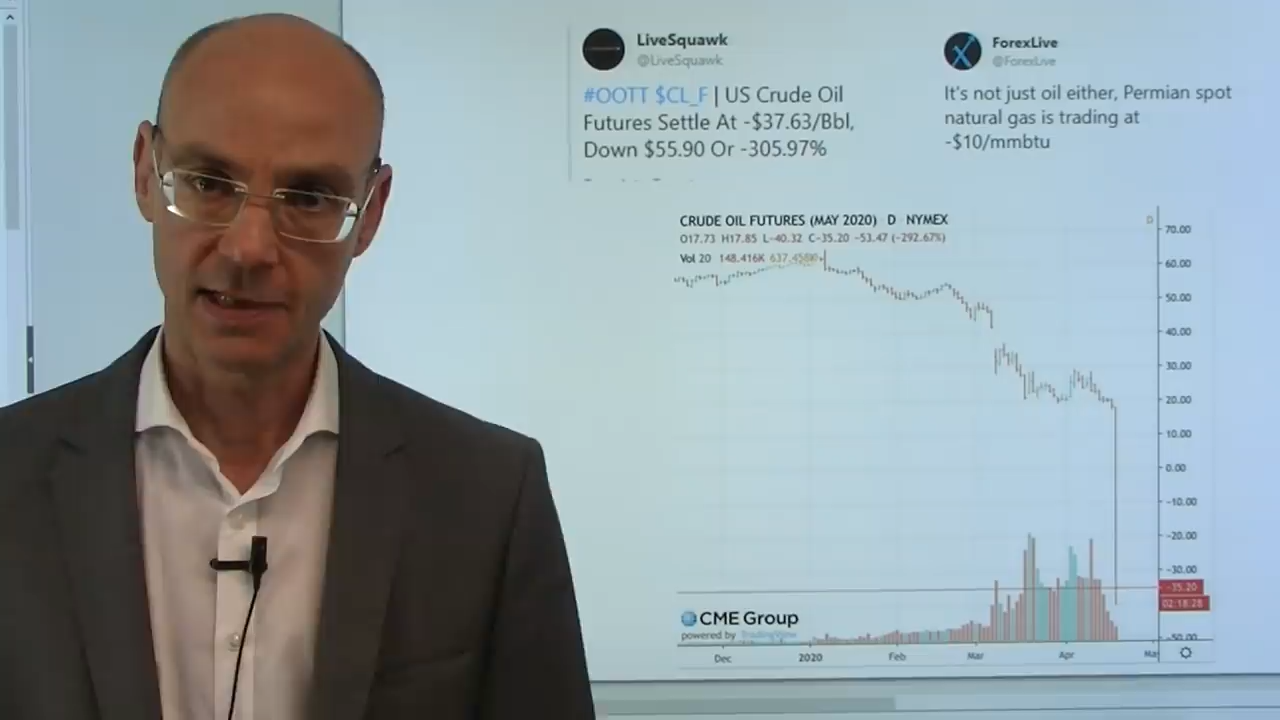 LiveSquawk
@LiveSquawk
#OOTT $CL_F | US Crude Oil
Futures Settle At -$37.63/Bbl,
Down $55.90 Or -305.97%
ForexLive
@ForexLive
It's not just oil either, Permian spot
natural gas is trading at
-$10/mmbtu
CRUDE OIL FUTURES (MAY 2020) D NYMEX
O17.73 H17.85 L-40.32 C-35.20 -53.47 (-292.67%)
Vol 20 148.416K
D
70.00
60.00
50.00
40.00
30.00
20.00
10.00
0.00
-10.00
-20.00
-30.00
-35.20
02:18:28
-50.00
CME Group
powered by TradingView
Dec 2020 Feb Mar Apr